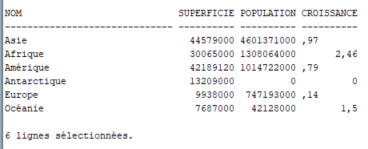 NOM SUPERFICIE POPULATION CROISSANCE
------------------------------ ---------- ---------- ----------
Asie 44579000 4601371000 ,97
Afrique 30065000 1308064000 2,46
Amérique 42189120 1014722000 ,79
Antarctique 13209000 0 0
Europe 9938000 747193000 ,14
Océanie 7687000 42128000 1,5
6 lignes sélectionnées.